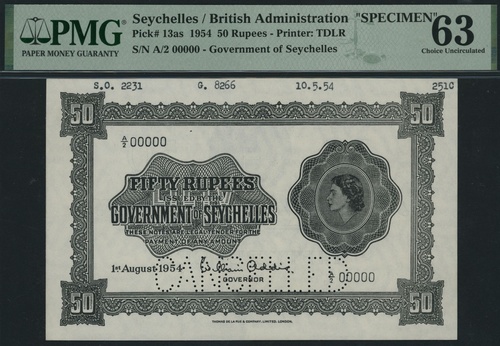 PMG
PAPER MONEY GUARANTY
Seychelles / British Administration
Pick# 13as 1954 50 Rupees - Printer: TDLR
S/N A/2 00000 - Government of Seychelles
"SPECIMEN"
63
Choice Uncirculated
S.O. 2231 G. 8266 10.5.54 2510
50 50
A/2 00000
FIFTY RUPEES
ISSUED BY THE
GOVERNMENT OF SEYCHELLES
THESE NOTES ARE LEGAL TENDER FOR THE
PAYMENT OF ANY AMOUNT
CANCELLED
1st August 1954
William Addis
GOVERNOR
A/2 00000
50 50
THOMAS DE LA RUE & COMPANY, LIMITED, LONDON.